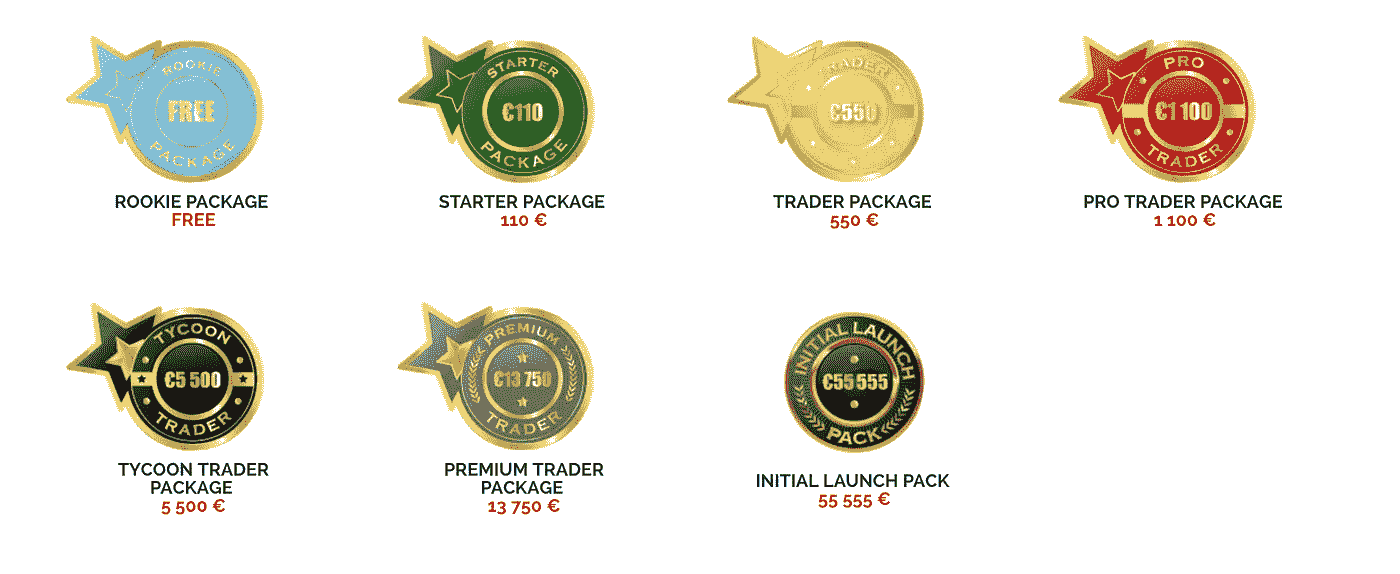 ROOKIE
FREE
PACKAGE
ROOKIE PACKAGE
FREE
STARTER
€110
PACKAGE
STARTER PACKAGE
110 €
TRADER
€550
TRADER PACKAGE
550 €
PRO
€1 100
TRADER
PRO TRADER PACKAGE
1 100 €
TYCOON
€5 500
TRADER
TYCOON TRADER
PACKAGE
5 500 €
PREMIUM
€13 750
TRADER
PREMIUM TRADER
PACKAGE
13 750 €
INITIAL LAUNCH
€55 555
PACK
INITIAL LAUNCH PACK
55 555 €